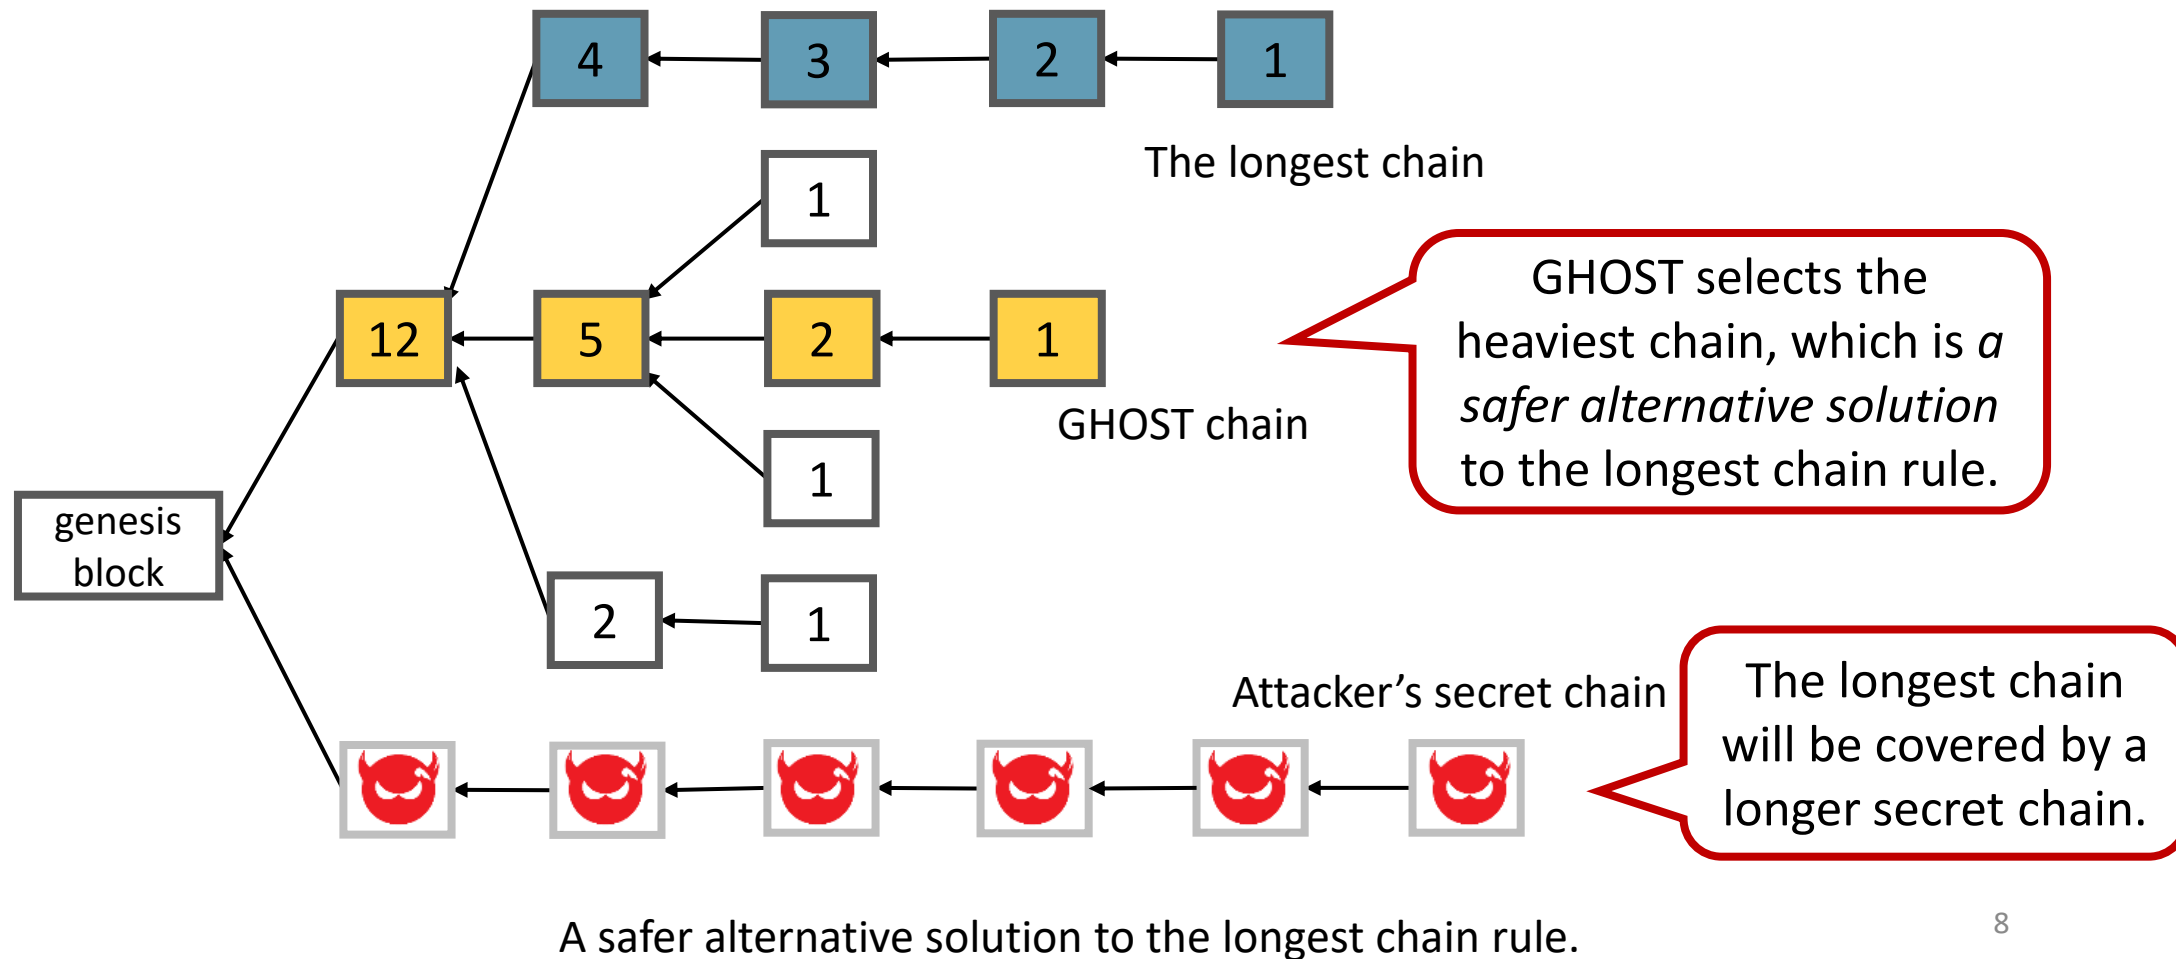 4 3 2 1
The longest chain
1
12 5 2 1
GHOST chain
GHOST selects the
heaviest chain, which is a
safer alternative solution
to the longest chain rule.
1
genesis
block
2 1
Attacker’s secret chain
The longest chain
will be covered by a
longer secret chain.
A safer alternative solution to the longest chain rule.
8